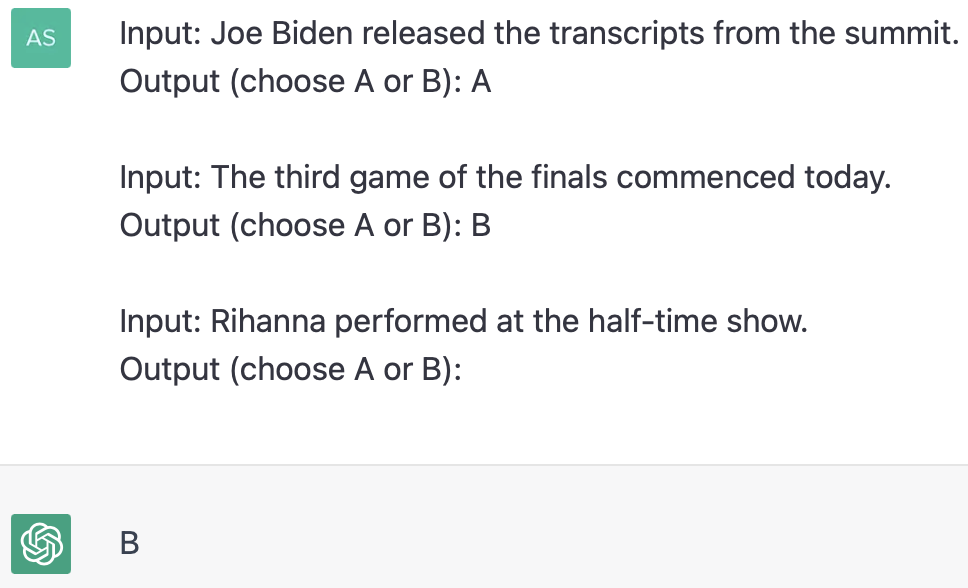 AS
Input: Joe Biden released the transcripts from the summit.
Output (choose A or B): A
Input: The third game of the finals commenced today.
Output (choose A or B): B
Input: Rihanna performed at the half-time show.
Output (choose A or B):
B